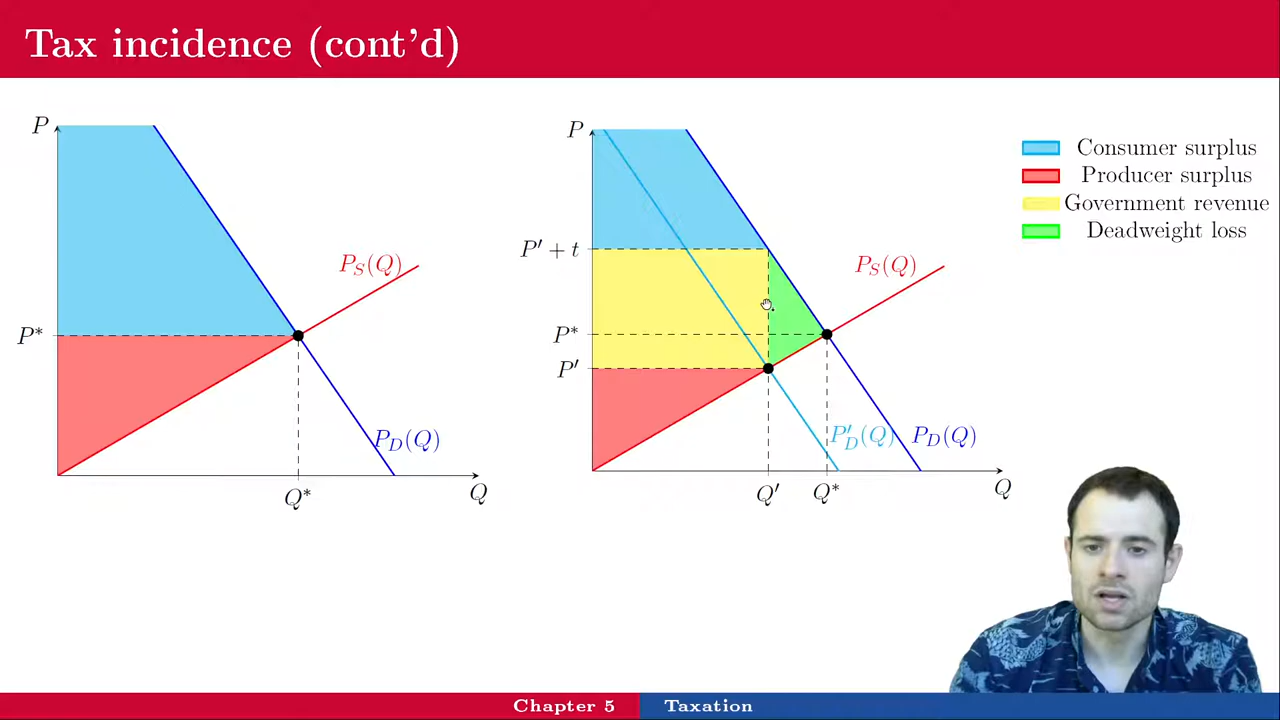 Tax incidence (cont'd)
P
P_S(Q)
P*
P_D(Q)
Q*
Q
P
P′ + t
P_S(Q)
P*
P′
P′_D(Q)
P_D(Q)
Q′
Q*
Q
Consumer surplus
Producer surplus
Government revenue
Deadweight loss
Chapter 5
Taxation